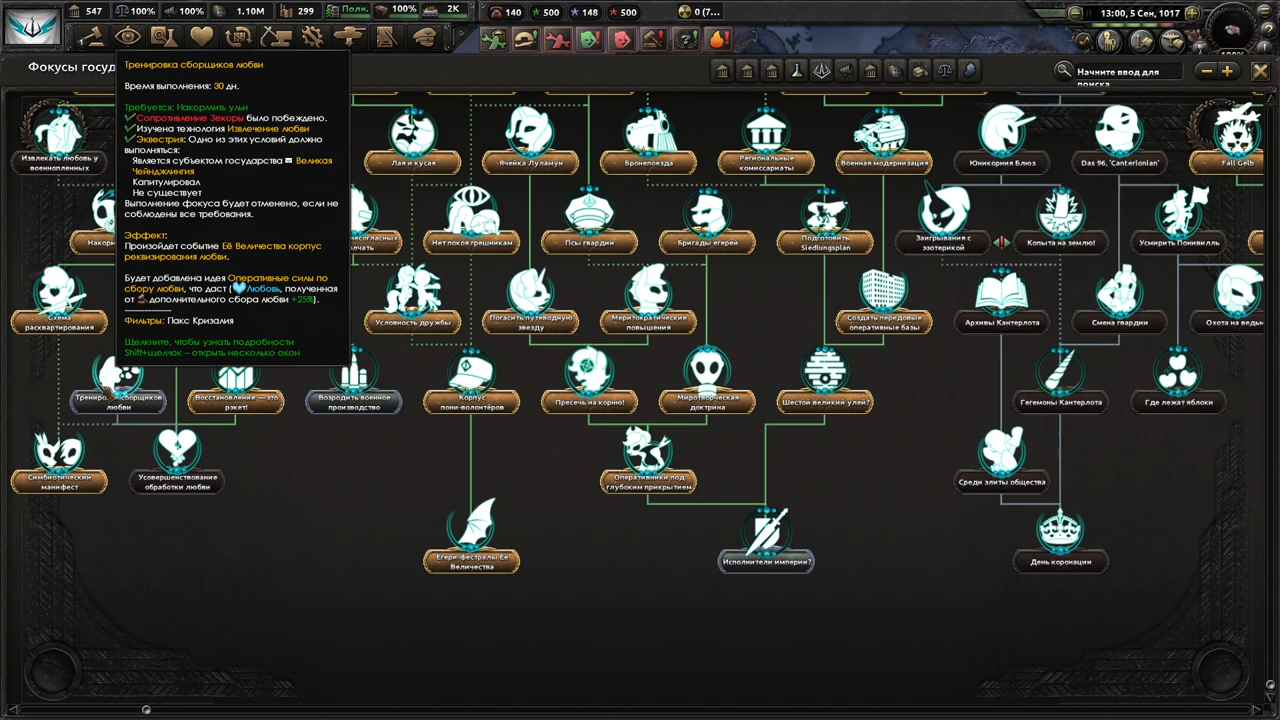 547
100%
100%
1.10M
299
Полн.
100%
2K
140
500
148
500
0 (7...
13:00, 5 Сен, 1017
1
Фокусы госуд
Начните ввод для
поиска
Тренировка сборщиков любви
Время выполнения: 30 дн.
Требуется: Накормить ульи
Сопротивление Зекоры было побеждено.
Изучена технология Извлечение любви
Эквестрия: Одно из этих условий должно
выполняться:
Является субъектом государства Великая
Чейнджлингия
Капитулировал
Не существует
Выполнение фокуса будет отменено, если не
соблюдены все требования.
Эффект:
Произойдет событие Её Величества корпус
реквизирования любви.
Будет добавлена идея Оперативные силы по
сбору любви, что даст (Любовь, полученная
от дополнительного сбора любви +25%).
Фильтры: Пакс Кризалия
Щелкните, чтобы узнать подробности
Shift+щелчок – открыть несколько окон
Извлекать любовь у
военнопленных
Лая и кусая
Ячейка Луламун
Бронепоезда
Региональные
комиссариаты
Военная модернизация
Юникорния Блюз
Das 96. 'Canterlonian'
Fall Gelb
Нет покоя грешникам
Псы гвардии
Бригады егерей
Подготовить
Siedlungsplan
Заигрывания с
эзотерикой
Копыта на землю!
Усмирить Понивилль
Схема
расквартирования
Условность дружбы
Погасить путеводную
звезду
Меритократические
повышения
Создать передовые
оперативные базы
Архивы Кантерлота
Смена гвардии
Охота на ведь
Тренировка сборщиков
любви
Восстановление — это
рэкет!
Возродить военное
производство
Корпус
пони-волонтёров
Пресечь на корню!
Миротворческая
доктрина
Шестой великий улей?
Гегемоны Кантерлота
Где лежат яблоки
Симбиотический
манифест
Усовершенствование
обработки любви
Оперативники под
глубоким прикрытием
Среди элиты общества
Егери-фестралы Её
Величества
Исполнители империи?
День коронации